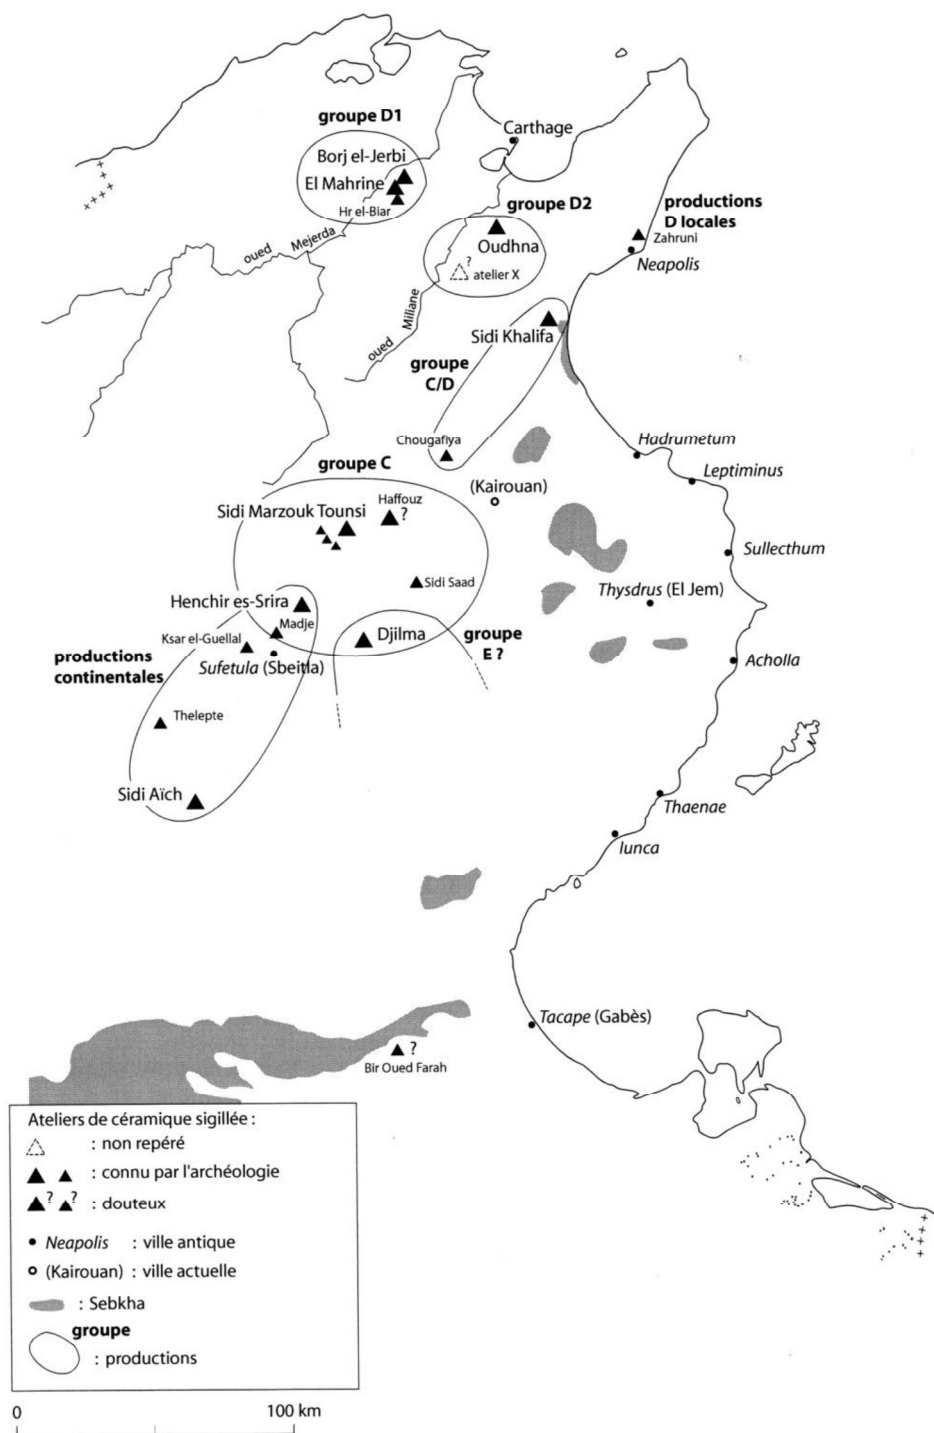 groupe D1
Carthage
Borj el-Jerbi
El Mahrine
Hr el-Biar
groupe D2
productions
D locales
Zahruni
Neapolis
oued Mejerda
Oudhna
?
atelier X
oued Miliane
Sidi Khalifa
groupe
C/D
Chougafiya
Hadrumetum
groupe C
Leptiminus
(Kairouan)
Haffouz
?
Sidi Marzouk Tounsi
Sullecthum
Sidi Saad
Thysdrus (El Jem)
Henchir es-Srira
Madje
Ksar el-Guellal
Djilma
groupe
E ?
productions
continentales
Sufetula (Sbeitla)
Acholla
Thelepte
Sidi Aïch
Thaenae
Iunca
Tacape (Gabès)
?
Bir Oued Farah
Ateliers de céramique sigillée :
: non repéré
: connu par l'archéologie
? ? : douteux
Neapolis : ville antique
(Kairouan) : ville actuelle
: Sebkha
groupe
: productions
0 100 km